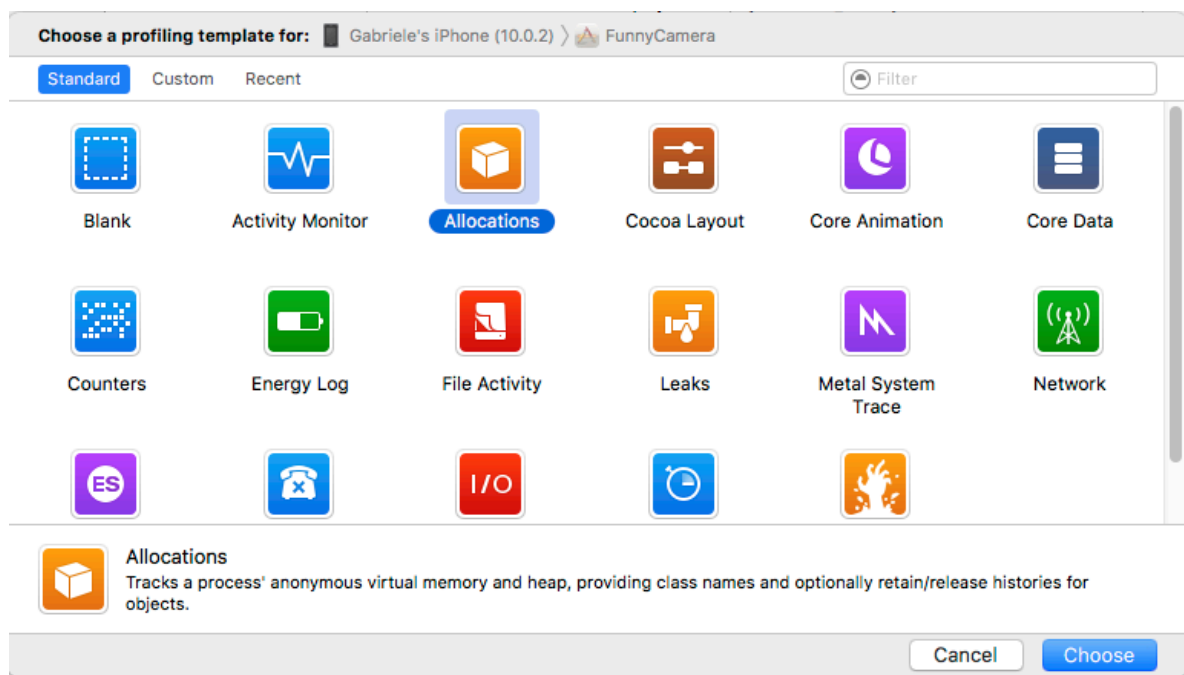 Choose a profiling template for: Gabriele's iPhone (10.0.2) 〉 FunnyCamera
Standard Custom Recent Filter
Blank Activity Monitor Allocations Cocoa Layout Core Animation Core Data
Counters Energy Log File Activity Leaks Metal System Network
Trace
ES I/O
Allocations
Tracks a process' anonymous virtual memory and heap, providing class names and optionally retain/release histories for
objects.
Cancel Choose